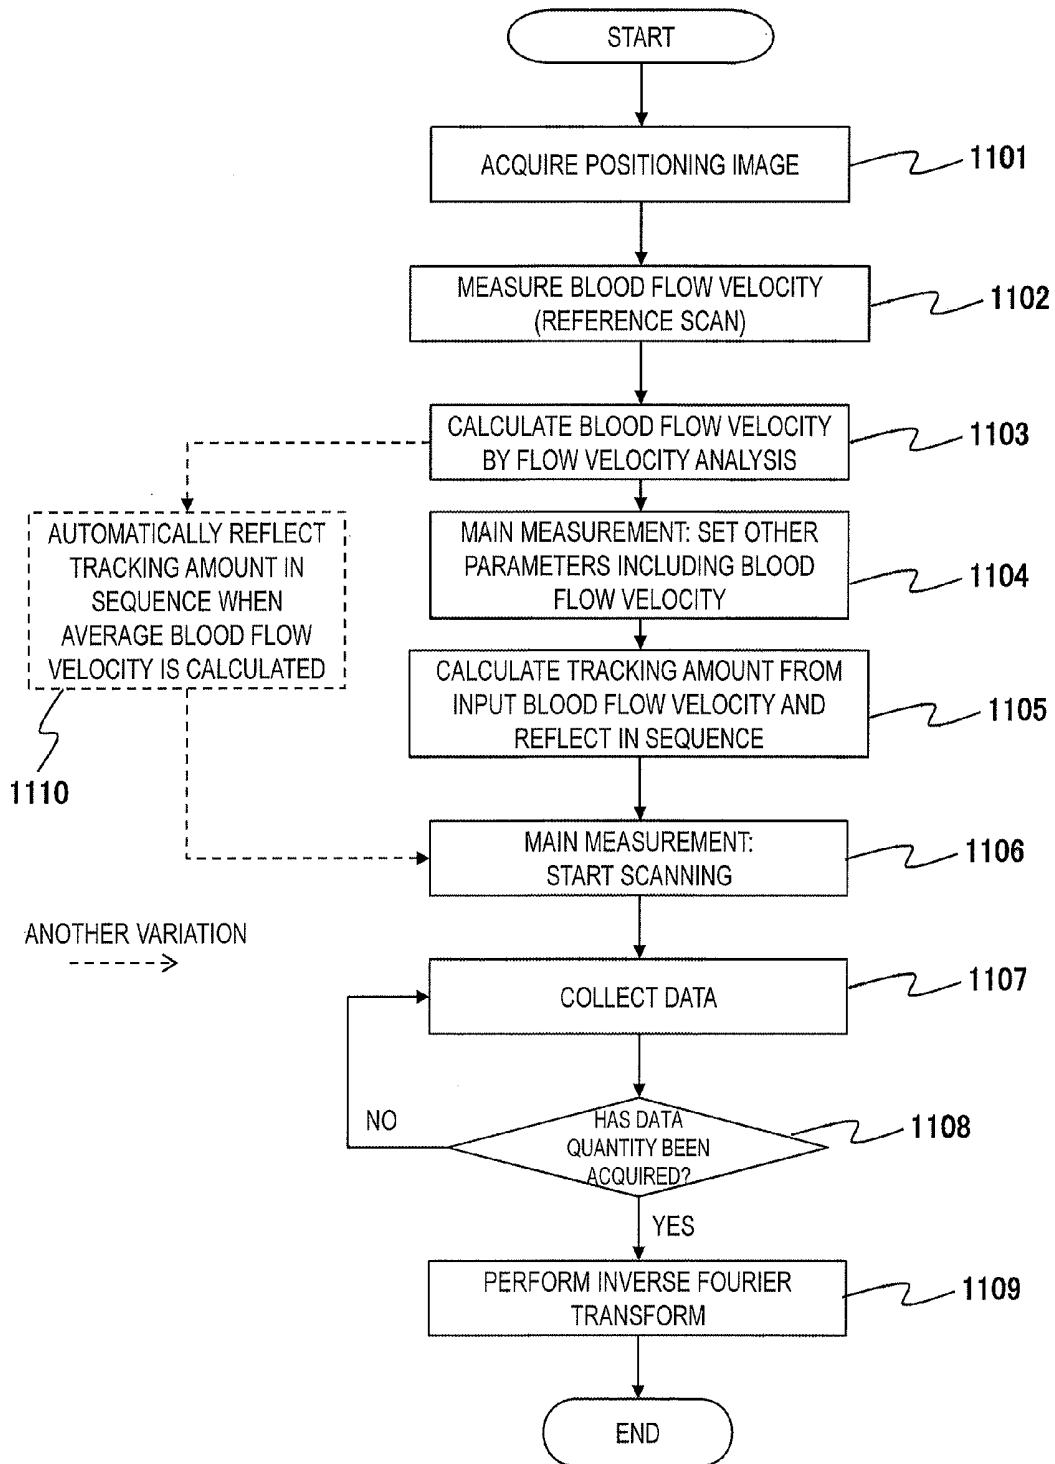 START
ACQUIRE POSITIONING IMAGE
1101
MEASURE BLOOD FLOW VELOCITY
(REFERENCE SCAN)
1102
CALCULATE BLOOD FLOW VELOCITY
BY FLOW VELOCITY ANALYSIS
1103
AUTOMATICALLY REFLECT
TRACKING AMOUNT IN
SEQUENCE WHEN
AVERAGE BLOOD FLOW
VELOCITY IS CALCULATED
1110
MAIN MEASUREMENT: SET OTHER
PARAMETERS INCLUDING BLOOD
FLOW VELOCITY
1104
CALCULATE TRACKING AMOUNT FROM
INPUT BLOOD FLOW VELOCITY AND
REFLECT IN SEQUENCE
1105
MAIN MEASUREMENT:
START SCANNING
1106
ANOTHER VARIATION
COLLECT DATA
1107
NO
HAS DATA
QUANTITY BEEN
ACQUIRED?
1108
YES
PERFORM INVERSE FOURIER
TRANSFORM
1109
END